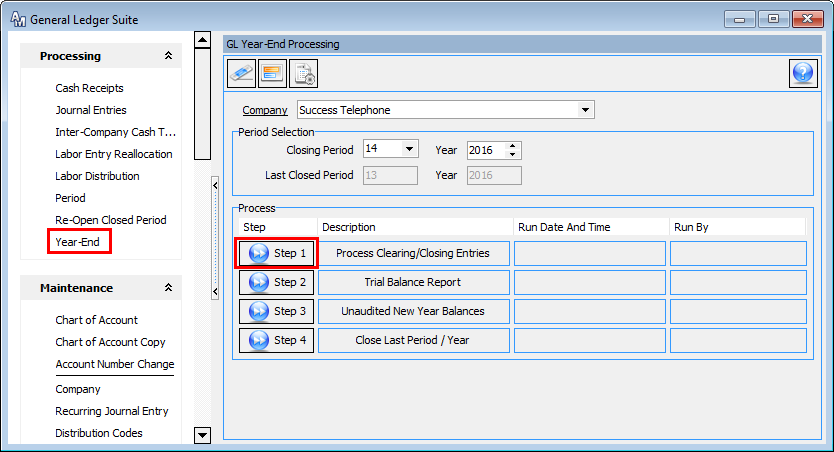 AM General Ledger Suite
Processing
Cash Receipts
Journal Entries
Inter-Company Cash T...
Labor Entry Reallocation
Labor Distribution
Period
Re-Open Closed Period
Year-End
Maintenance
Chart of Account
Chart of Account Copy
Account Number Change
Company
Recurring Journal Entry
Distribution Codes
GL Year-End Processing
?
Company Success Telephone
Period Selection
Closing Period 14 Year 2016
Last Closed Period 13 Year 2016
Process
Step Description Run Date And Time Run By
Step 1 Process Clearing/Closing Entries
Step 2 Trial Balance Report
Step 3 Unaudited New Year Balances
Step 4 Close Last Period / Year